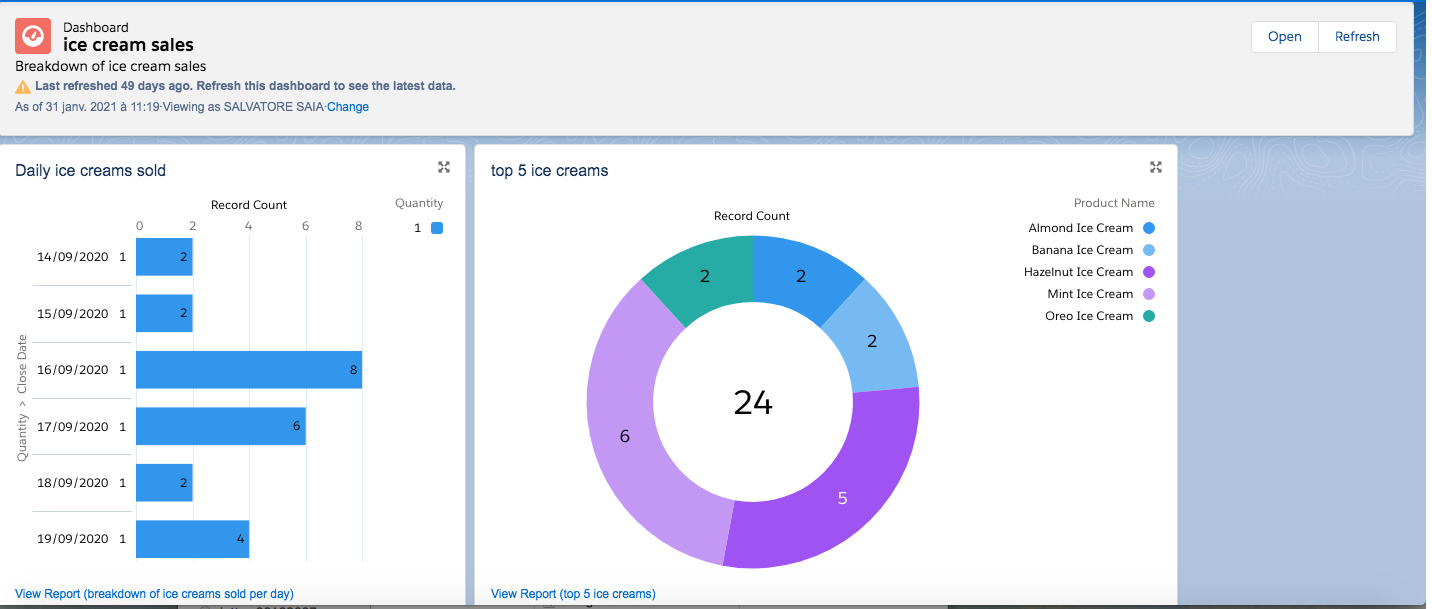 Dashboard
ice cream sales
Breakdown of ice cream sales
Last refreshed 49 days ago. Refresh this dashboard to see the latest data.
As of 31 janv. 2021 à 11:19·Viewing as SALVATORE SAIA·Change
Open
Refresh
Daily ice creams sold
Record Count
Quantity
1
0 2 4 6 8
Quantity > Close Date
14/09/2020 1 2
15/09/2020 1 2
16/09/2020 1 8
17/09/2020 1 6
18/09/2020 1 2
19/09/2020 1 4
View Report (breakdown of ice creams sold per day)
top 5 ice creams
Record Count
2
2
5
6
2
24
Product Name
Almond Ice Cream
Banana Ice Cream
Hazelnut Ice Cream
Mint Ice Cream
Oreo Ice Cream
View Report (top 5 ice creams)